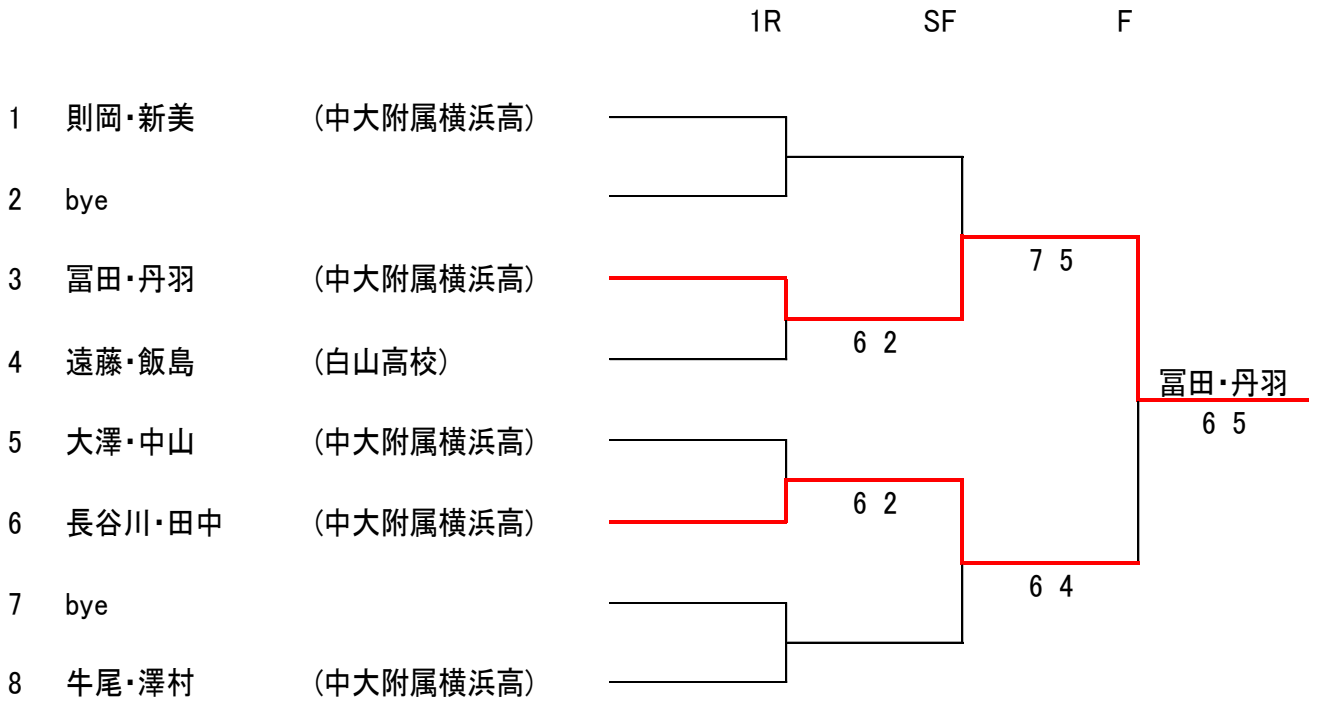 1R SF F
1 則岡・新美 (中大附属横浜高)
2 bye
7 5
3 冨田・丹羽 (中大附属横浜高)
6 2
4 遠藤・飯島 (白山高校)
冨田・丹羽
6 5
5 大澤・中山 (中大附属横浜高)
6 2
6 長谷川・田中 (中大附属横浜高)
6 4
7 bye
8 牛尾・澤村 (中大附属横浜高)